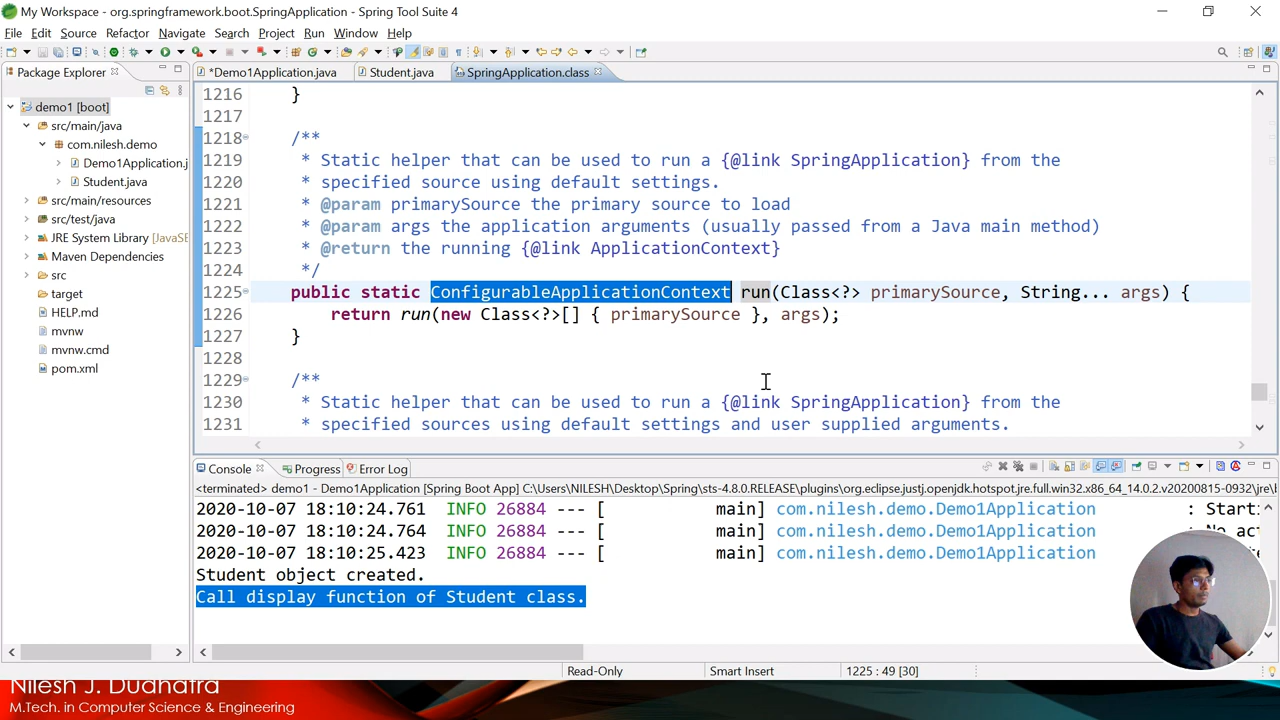 My Workspace - org.springframework.boot.SpringApplication - Spring Tool Suite 4
File Edit Source Refactor Navigate Search Project Run Window Help
Package Explorer
*Demo1Application.java Student.java SpringApplication.class
demo1 [boot]
src/main/java
com.nilesh.demo
Demo1Application.j
Student.java
src/main/resources
src/test/java
JRE System Library [JavaSE
Maven Dependencies
src
target
HELP.md
mvnw
mvnw.cmd
pom.xml
1216 }
1217
1218 /**
1219 * Static helper that can be used to run a {@link SpringApplication} from the
1220 * specified source using default settings.
1221 * @param primarySource the primary source to load
1222 * @param args the application arguments (usually passed from a Java main method)
1223 * @return the running {@link ApplicationContext}
1224 */
1225 public static ConfigurableApplicationContext run(Class<?> primarySource, String... args) {
1226 return run(new Class<?>[] { primarySource }, args);
1227 }
1228
1229 /**
1230 * Static helper that can be used to run a {@link SpringApplication} from the
1231 * specified sources using default settings and user supplied arguments.
Console Progress Error Log
<terminated> demo1 - Demo1Application [Spring Boot App] C:\Users\NILESH\Desktop\Spring\sts-4.8.0.RELEASE\plugins\org.eclipse.justj.openjdk.hotspot.jre.full.win32.x86_64_14.0.2.v20200815-0932\jre\
2020-10-07 18:10:24.761 INFO 26884 --- [ main] com.nilesh.demo.Demo1Application : Starti
2020-10-07 18:10:24.764 INFO 26884 --- [ main] com.nilesh.demo.Demo1Application : No act
2020-10-07 18:10:25.423 INFO 26884 --- [ main] com.nilesh.demo.Demo1Application
Student object created.
Call display function of Student class.
Read-Only Smart Insert 1225 : 49 [30]
Nilesh J. Dudhatra
M.Tech. in Computer Science & Engineering